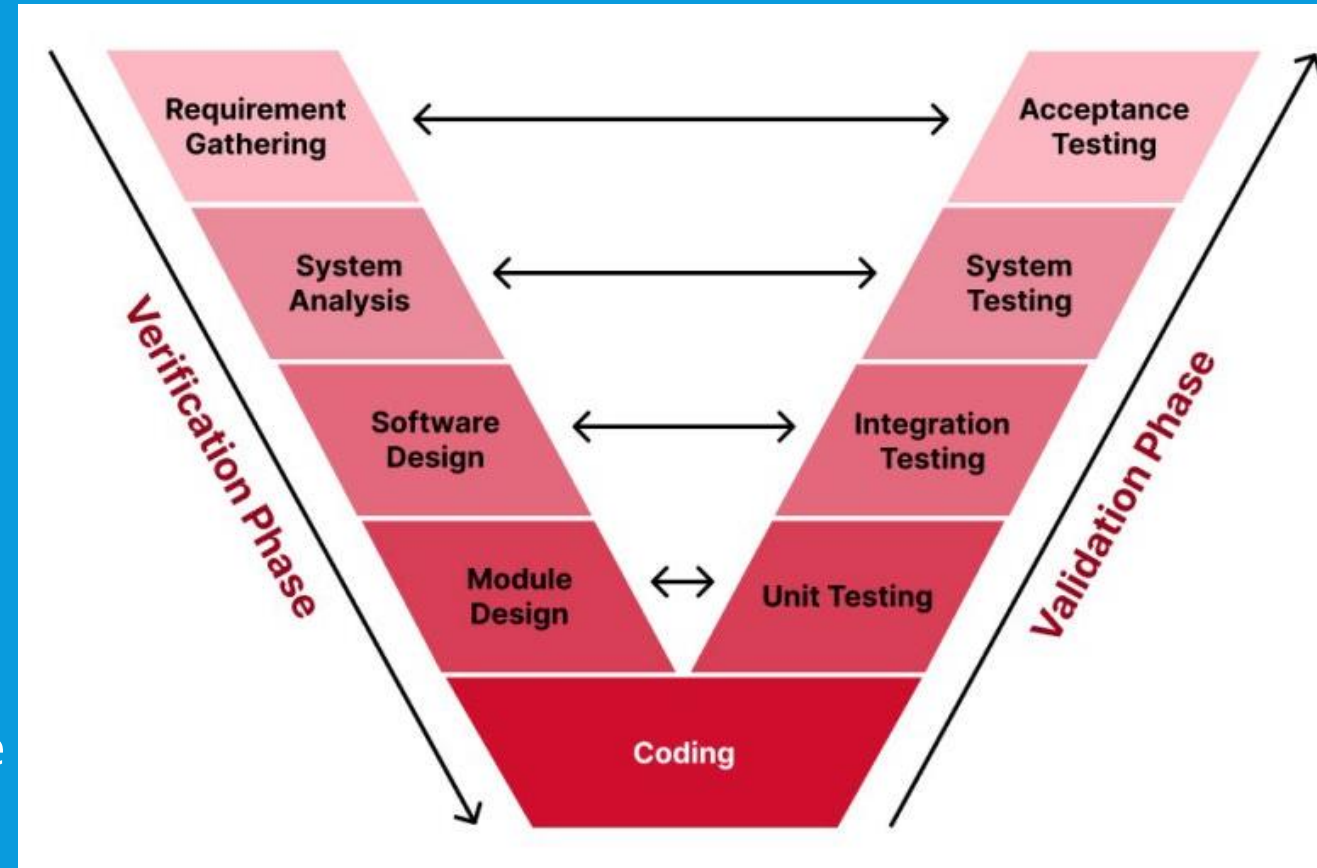 Requirement
Gathering
Acceptance
Testing
System
Analysis
System
Testing
Verification Phase
Software
Design
Integration
Testing
Validation Phase
Module
Design
Unit Testing
Coding